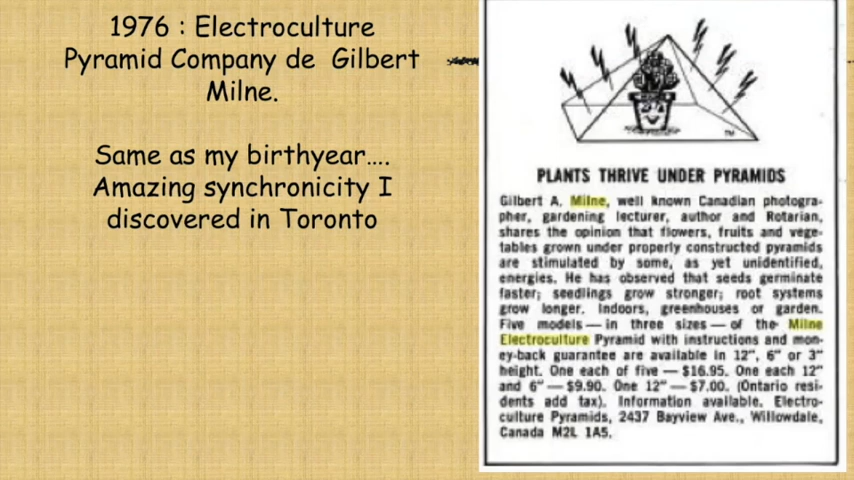 1976 : Electroculture
Pyramid Company de Gilbert
Milne.
Same as my birthyear....
Amazing synchronicity I
discovered in Toronto
TM
PLANTS THRIVE UNDER PYRAMIDS
Gilbert A. Milne, well known Canadian photogra-
pher, gardening lecturer, author and Rotarian,
shares the opinion that flowers, fruits and vege-
tables grown under properly constructed pyramids
are stimulated by some, as yet unidentified,
energies. He has observed that seeds germinate
faster; seedlings grow stronger; root systems
grow longer. Indoors, greenhouses or garden.
Five models — in three sizes — of the Milne
Electroculture Pyramid with instructions and mon-
ey-back guarantee are available in 12", 6" or 3"
height. One each of five — $16.95. One each 12"
and 6" — $9.90. One 12" — $7.00. (Ontario resi-
dents add tax). Information available. Electro-
culture Pyramids, 2437 Bayview Ave., Willowdale,
Canada M2L 1A5.